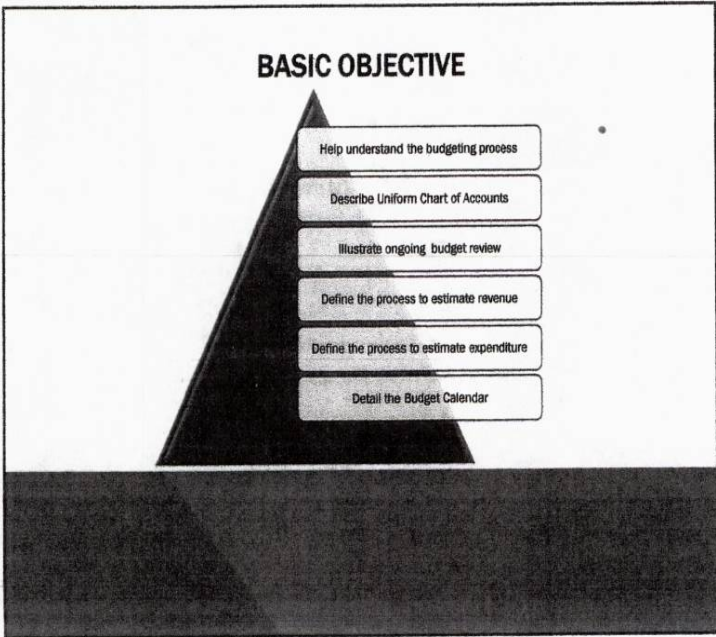 BASIC OBJECTIVE
Help understand the budgeting process
Describe Uniform Chart of Accounts
Illustrate ongoing budget review
Define the process to estimate revenue
Define the process to estimate expenditure
Detail the Budget Calendar